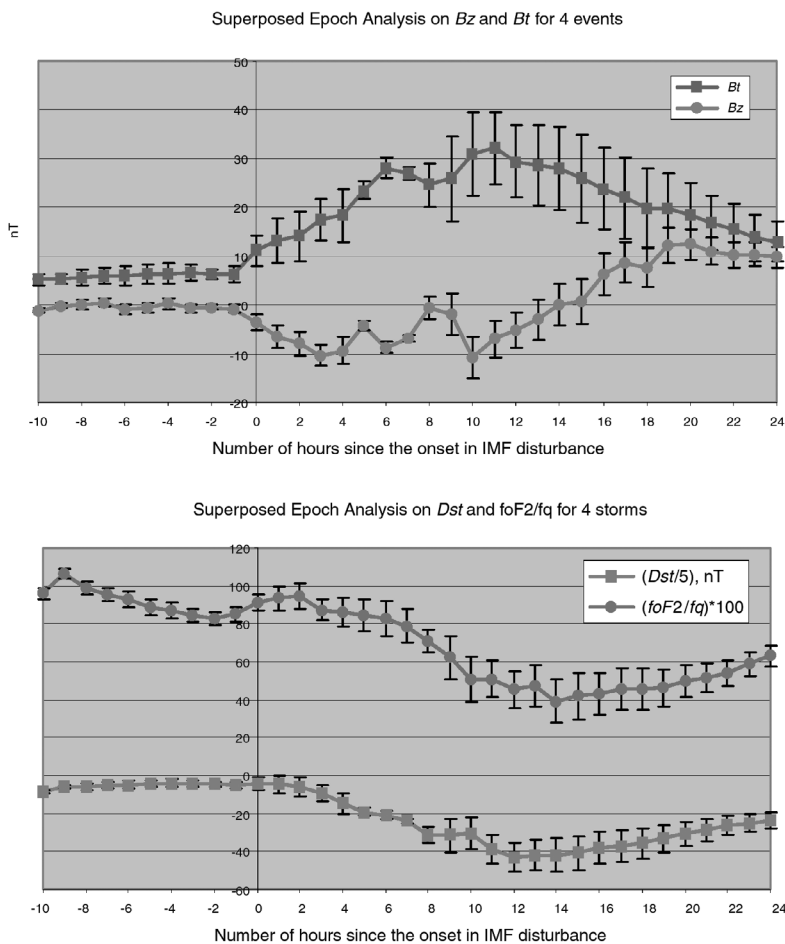 Superposed Epoch Analysis on Bz and Bt for 4 events
50
40
30
20
10
0
-10
-20
nT
Bt
Bz
-10 -8 -6 -4 -2 0 2 4 6 8 10 12 14 16 18 20 22 24
Number of hours since the onset in IMF disturbance
Superposed Epoch Analysis on Dst and foF2/fq for 4 storms
120
100
80
60
40
20
0
-20
-40
-60
(Dst/5), nT
(foF2/fq)*100
-10 -8 -6 -4 -2 0 2 4 6 8 10 12 14 16 18 20 22 24
Number of hours since the onset in IMF disturbance